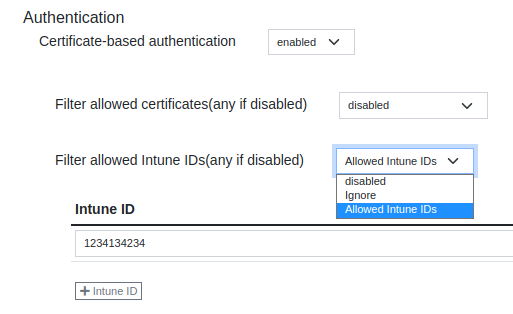 Authentication
Certificate-based authentication enabled
Filter allowed certificates(any if disabled) disabled
Filter allowed Intune IDs(any if disabled) Allowed Intune IDs
disabled
Ignore
Allowed Intune IDs
Intune ID
1234134234
+ Intune ID